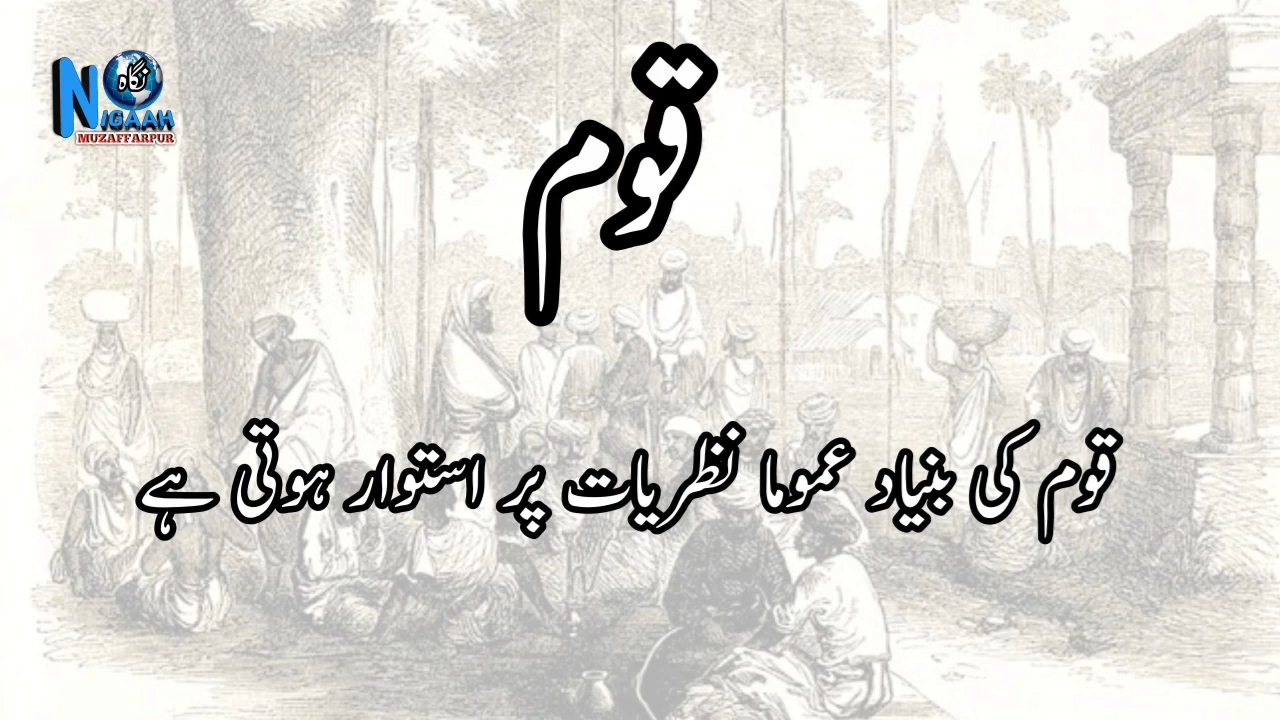 نگاہ
NIGAAH
MUZAFFARPUR
قوم
قوم کی بنیاد عموما نظریات پر استوار ہوتی ہے